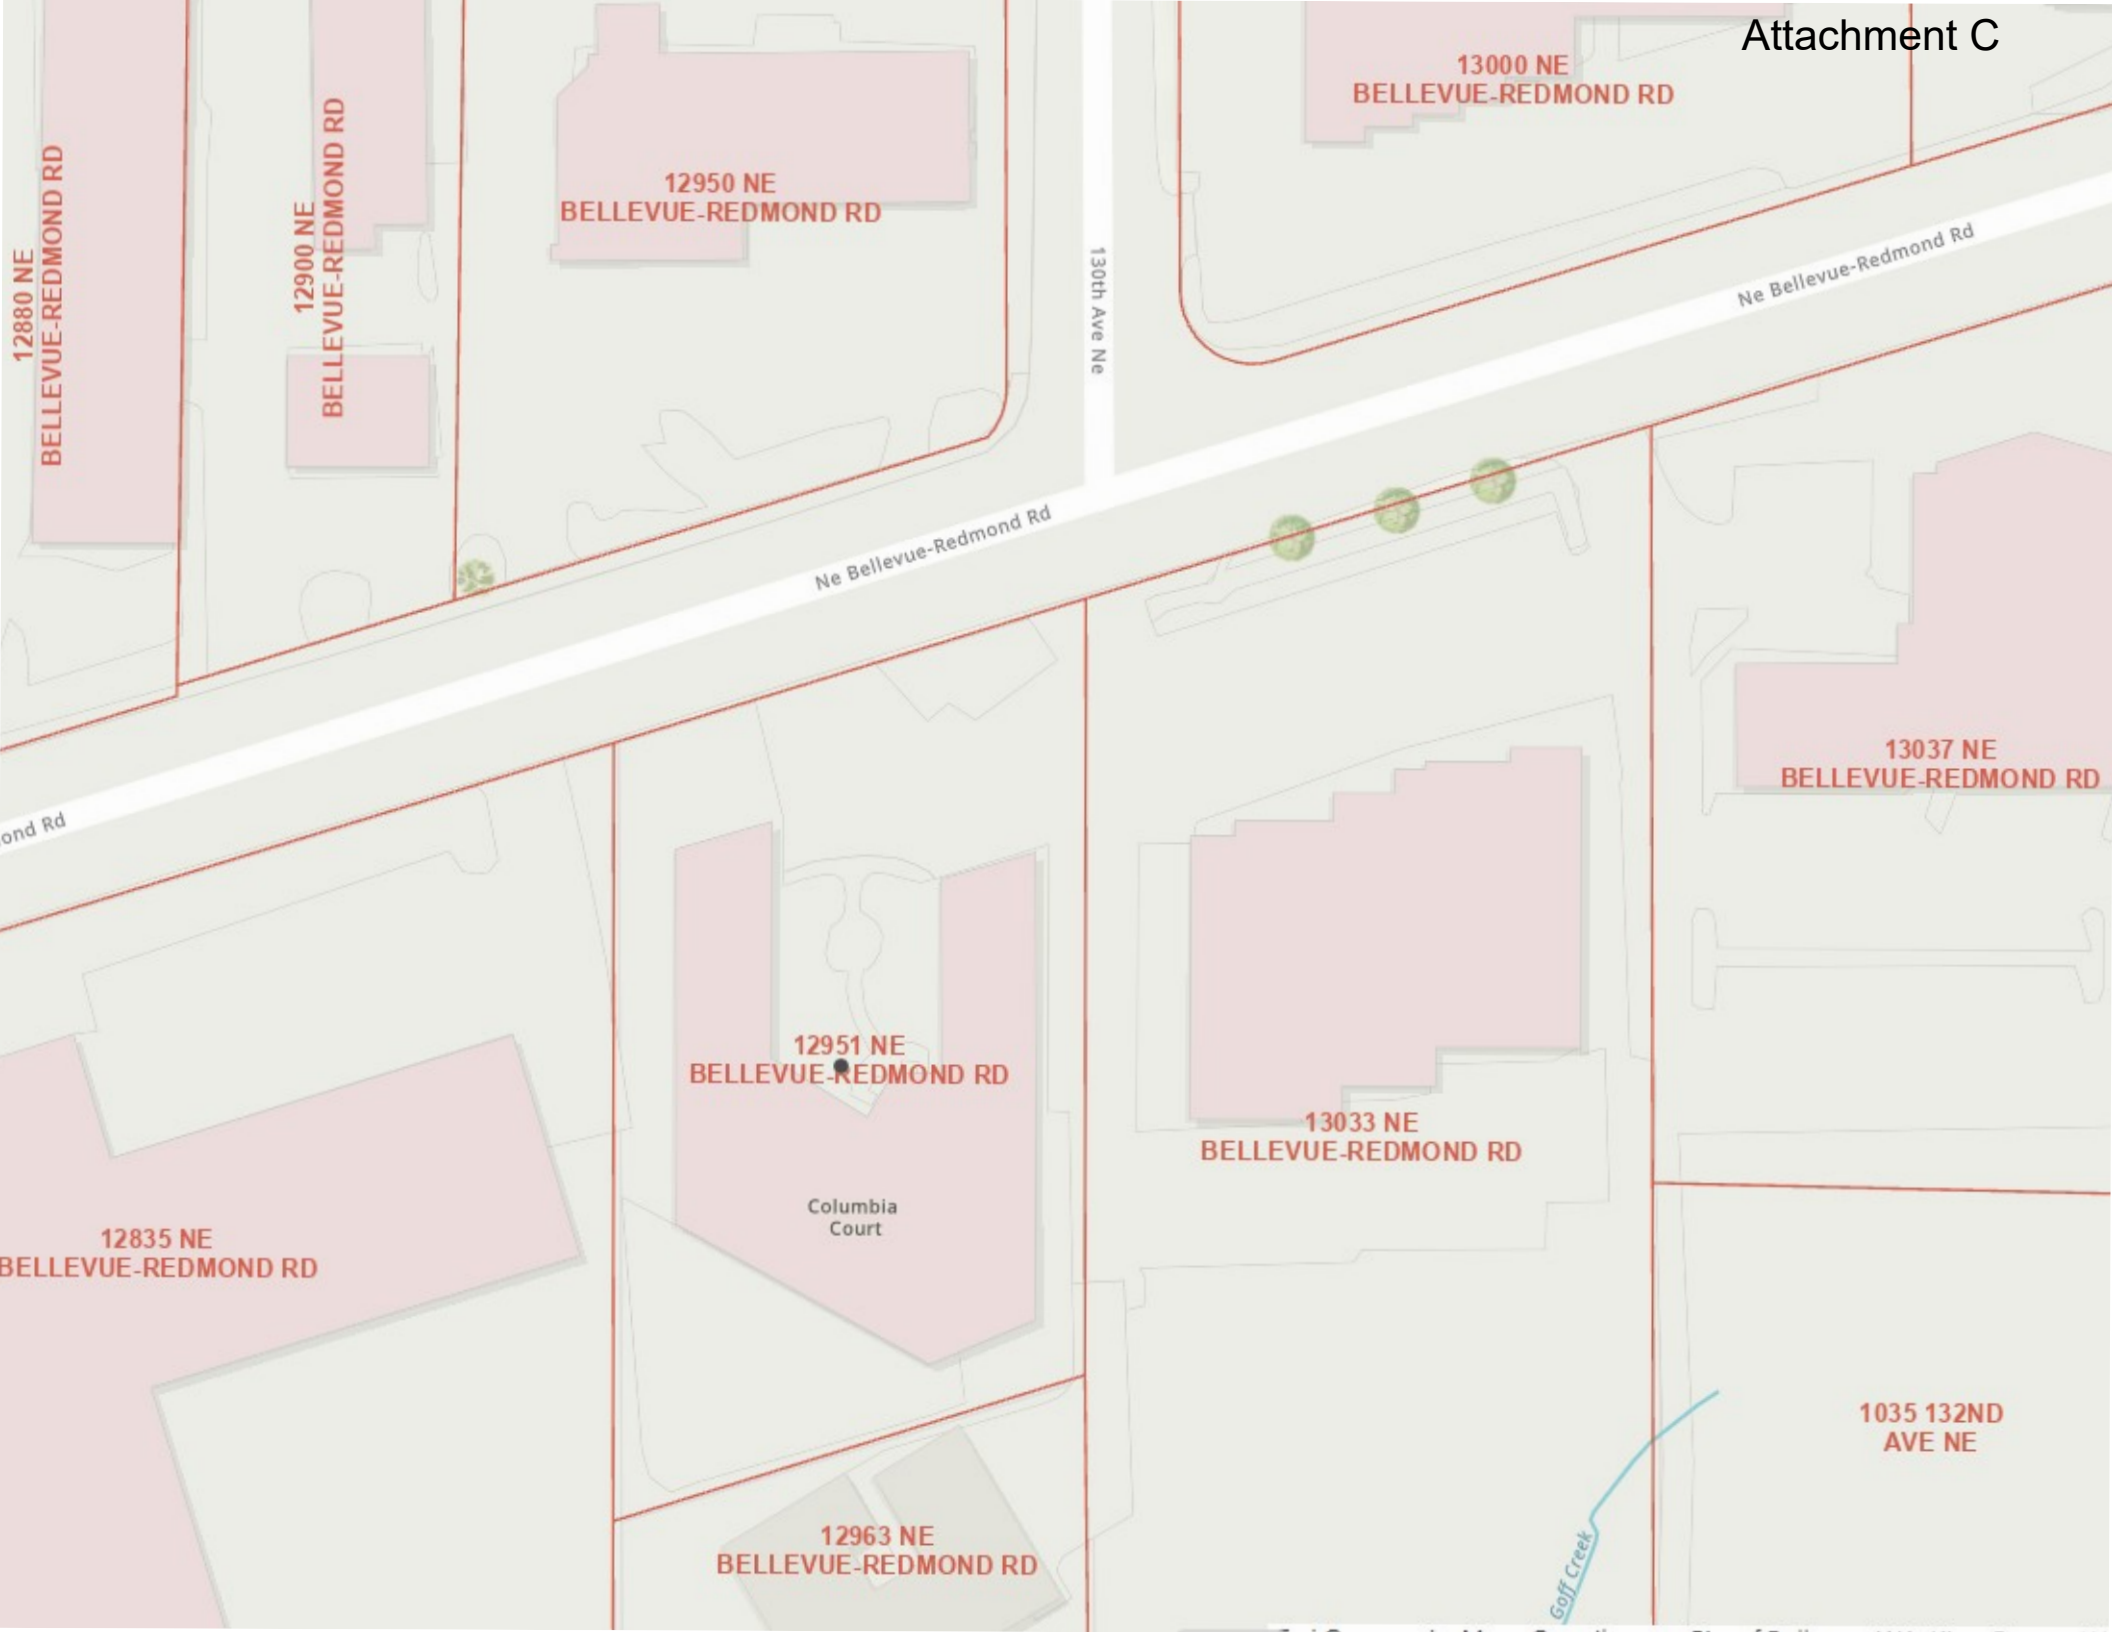 Attachment C
13000 NE
BELLEVUE-REDMOND RD
12880 NE
BELLEVUE-REDMOND RD
12900 NE
BELLEVUE-REDMOND RD
12950 NE
BELLEVUE-REDMOND RD
130th Ave Ne
Ne Bellevue-Redmond Rd
Ne Bellevue-Redmond Rd
ond Rd
13037 NE
BELLEVUE-REDMOND RD
12951 NE
BELLEVUE-REDMOND RD
13033 NE
BELLEVUE-REDMOND RD
Columbia
Court
12835 NE
BELLEVUE-REDMOND RD
1035 132ND
AVE NE
12963 NE
BELLEVUE-REDMOND RD
Goff Creek